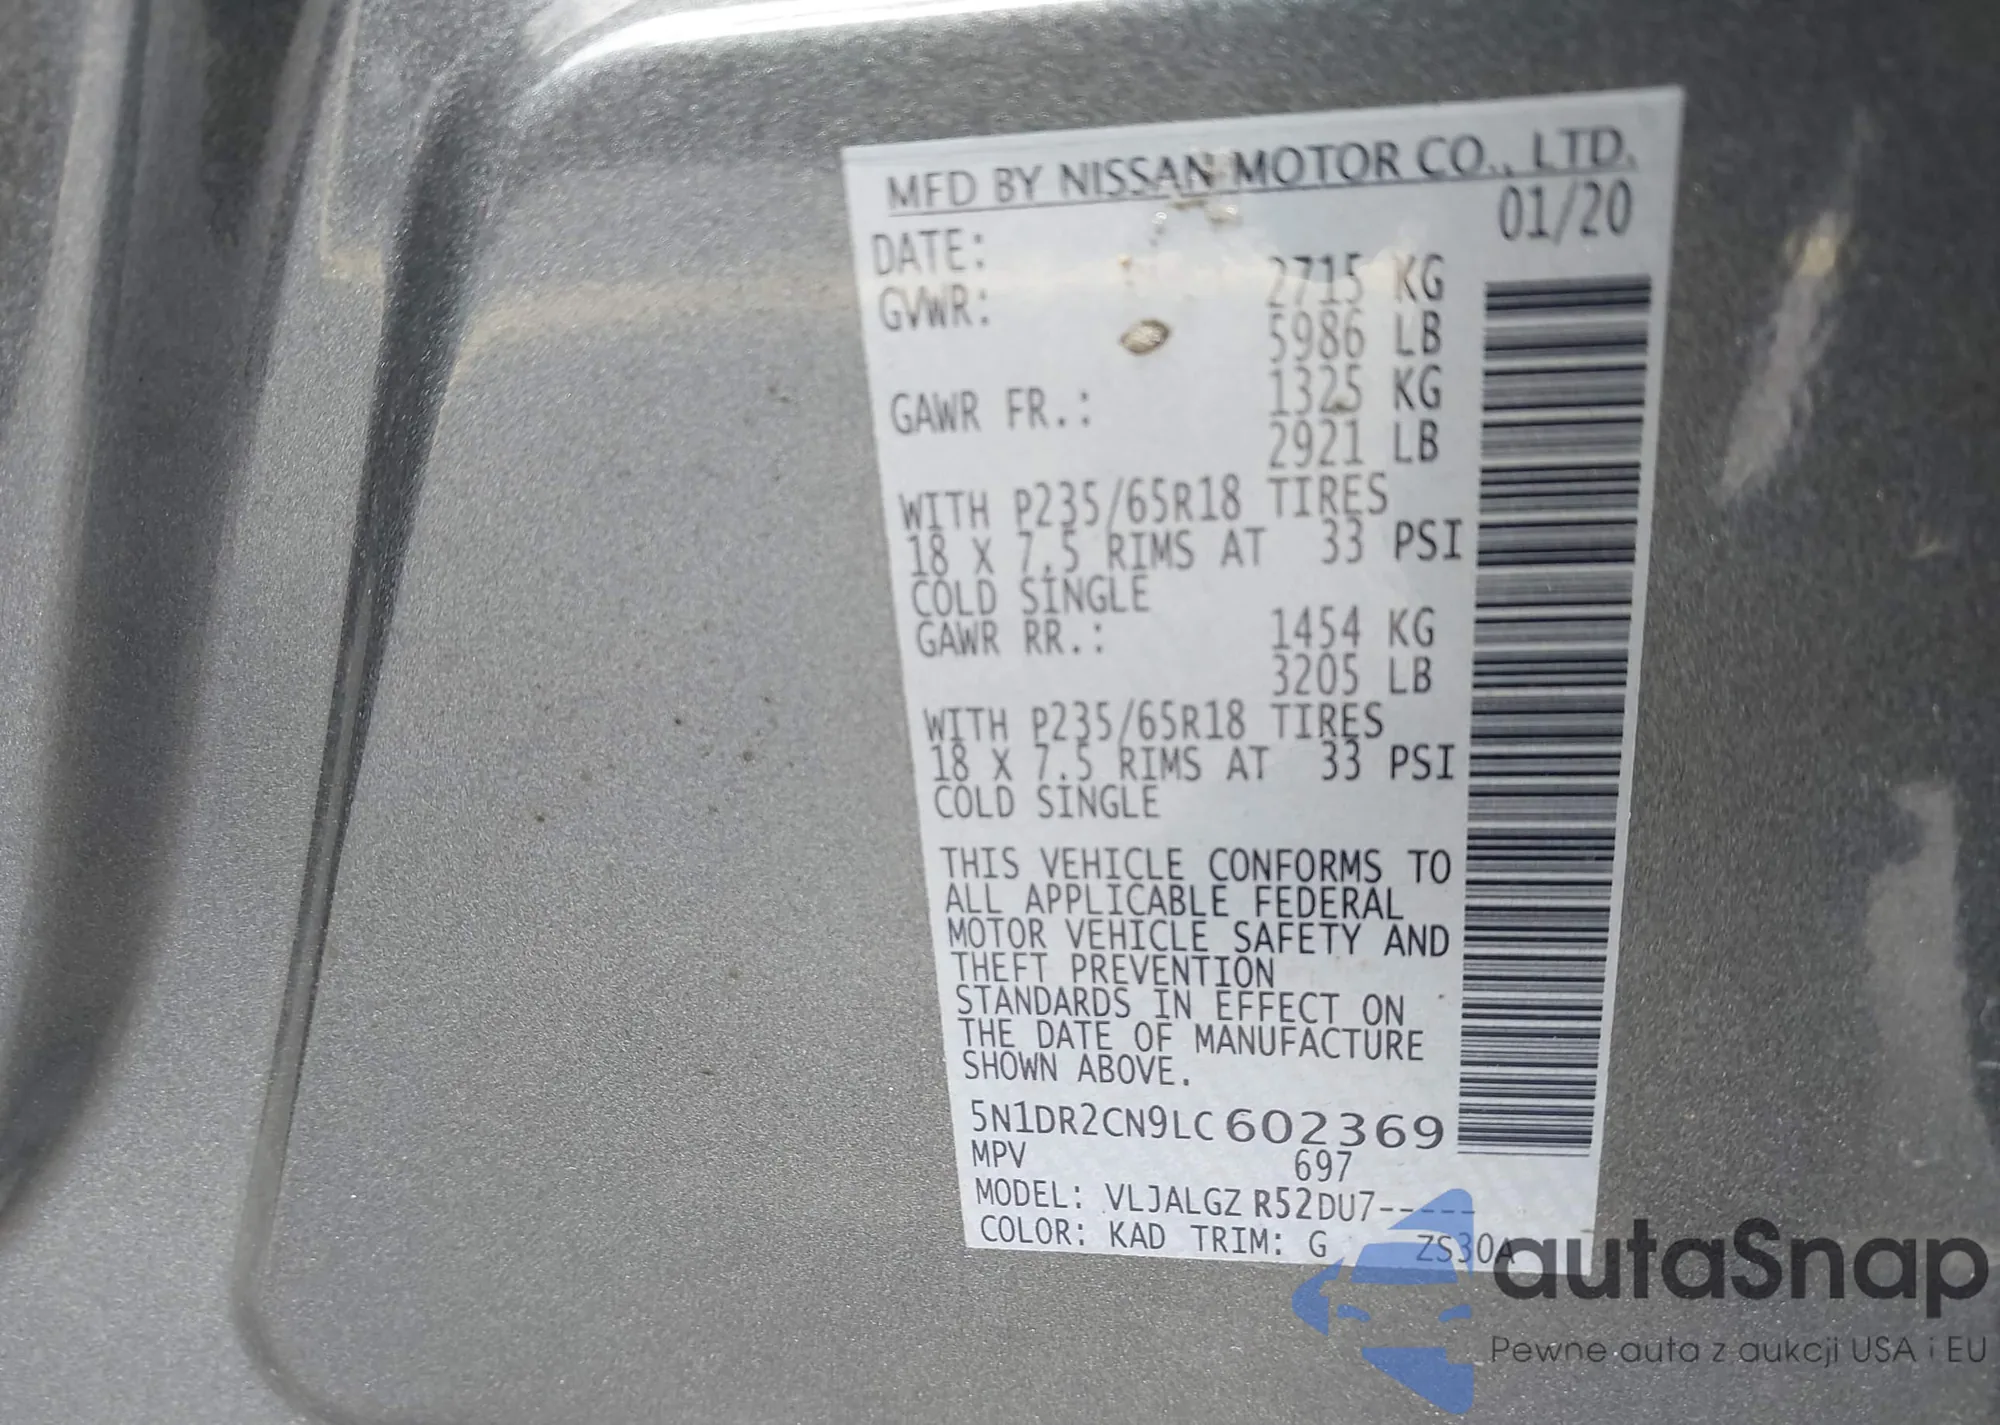 MFD BY NISSAN MOTOR CO., LTD.
DATE: 01/20
GVWR: 2715 KG
5986 LB
GAWR FR.: 1325 KG
2921 LB
WITH P235/65R18 TIRES
18 X 7.5 RIMS AT 33 PSI
COLD SINGLE
GAWR RR.: 1454 KG
3205 LB
WITH P235/65R18 TIRES
18 X 7.5 RIMS AT 33 PSI
COLD SINGLE
THIS VEHICLE CONFORMS TO
ALL APPLICABLE FEDERAL
MOTOR VEHICLE SAFETY AND
THEFT PREVENTION
STANDARDS IN EFFECT ON
THE DATE OF MANUFACTURE
SHOWN ABOVE.
5N1DR2CN9LC602369
MPV 697
MODEL: VLJALGZ R52DU7-----
COLOR: KAD TRIM: G ZS30A
autaSnap
Pewne auta z aukcji USA i EU